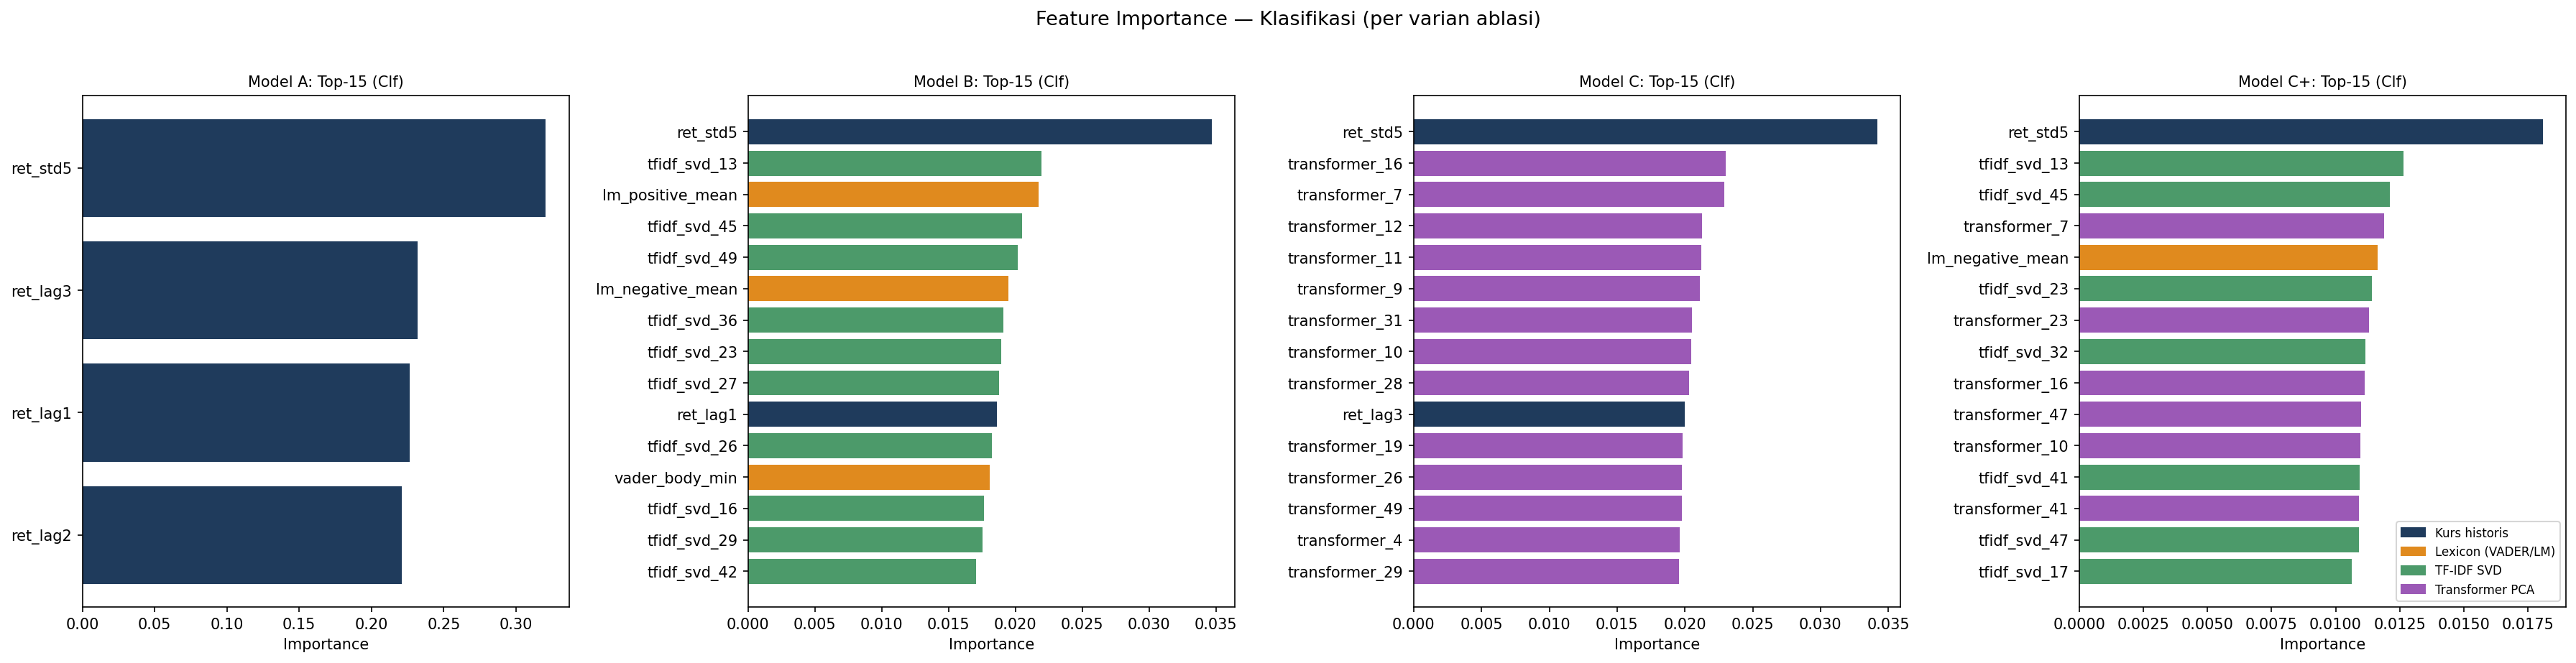 Feature Importance — Klasifikasi (per varian ablasi)
Model A: Top-15 (Clf)
ret_std5
ret_lag3
ret_lag1
ret_lag2
0.00 0.05 0.10 0.15 0.20 0.25 0.30
Importance
Model B: Top-15 (Clf)
ret_std5
tfidf_svd_13
lm_positive_mean
tfidf_svd_45
tfidf_svd_49
lm_negative_mean
tfidf_svd_36
tfidf_svd_23
tfidf_svd_27
ret_lag1
tfidf_svd_26
vader_body_min
tfidf_svd_16
tfidf_svd_29
tfidf_svd_42
0.000 0.005 0.010 0.015 0.020 0.025 0.030 0.035
Importance
Model C: Top-15 (Clf)
ret_std5
transformer_16
transformer_7
transformer_12
transformer_11
transformer_9
transformer_31
transformer_10
transformer_28
ret_lag3
transformer_19
transformer_26
transformer_49
transformer_4
transformer_29
0.000 0.005 0.010 0.015 0.020 0.025 0.030 0.035
Importance
Model C+: Top-15 (Clf)
ret_std5
tfidf_svd_13
tfidf_svd_45
transformer_7
lm_negative_mean
tfidf_svd_23
transformer_23
tfidf_svd_32
transformer_16
transformer_47
transformer_10
tfidf_svd_41
transformer_41
tfidf_svd_47
tfidf_svd_17
0.0000 0.0025 0.0050 0.0075 0.0100 0.0125 0.0150 0.0175
Importance
Kurs historis
Lexicon (VADER/LM)
TF-IDF SVD
Transformer PCA